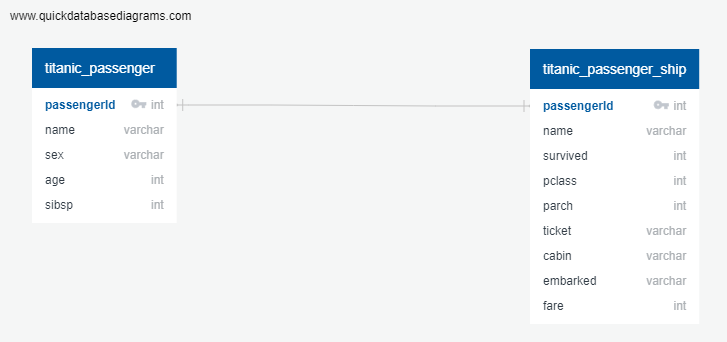 www.quickdatabasediagrams.com
titanic_passenger
passengerId int
name varchar
sex varchar
age int
sibsp int
titanic_passenger_ship
passengerId int
name varchar
survived int
pclass int
parch int
ticket varchar
cabin varchar
embarked varchar
fare int